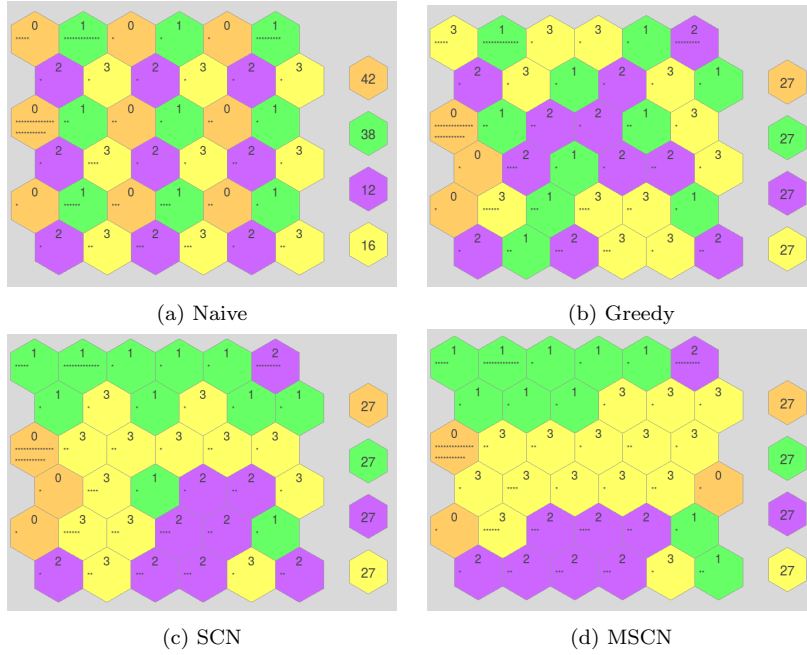 0 1 0 1 0 1
2 3 2 3 2 3
42
0 1 0 1 0 1
38
2 3 2 3 2 3
12
0 1 0 1 0 1
2 3 2 3 2 3
16
(a) Naive
3 1 3 3 1 2
2 3 1 2 3 1
27
0 1 2 2 1 3
27
0 2 1 2 2 3
27
0 3 1 3 3 1
2 1 2 3 3 2
27
(b) Greedy
1 1 1 1 1 2
1 3 1 3 1 1
27
0 3 3 3 3 3
27
0 3 1 2 2 3
27
0 3 3 2 2 1
2 3 2 2 3 2
27
(c) SCN
1 1 1 1 1 2
1 1 1 3 3 3
27
0 3 3 3 3 3
27
3 3 3 3 3 0
27
0 3 2 2 2 1
2 2 2 2 3 1
27
(d) MSCN